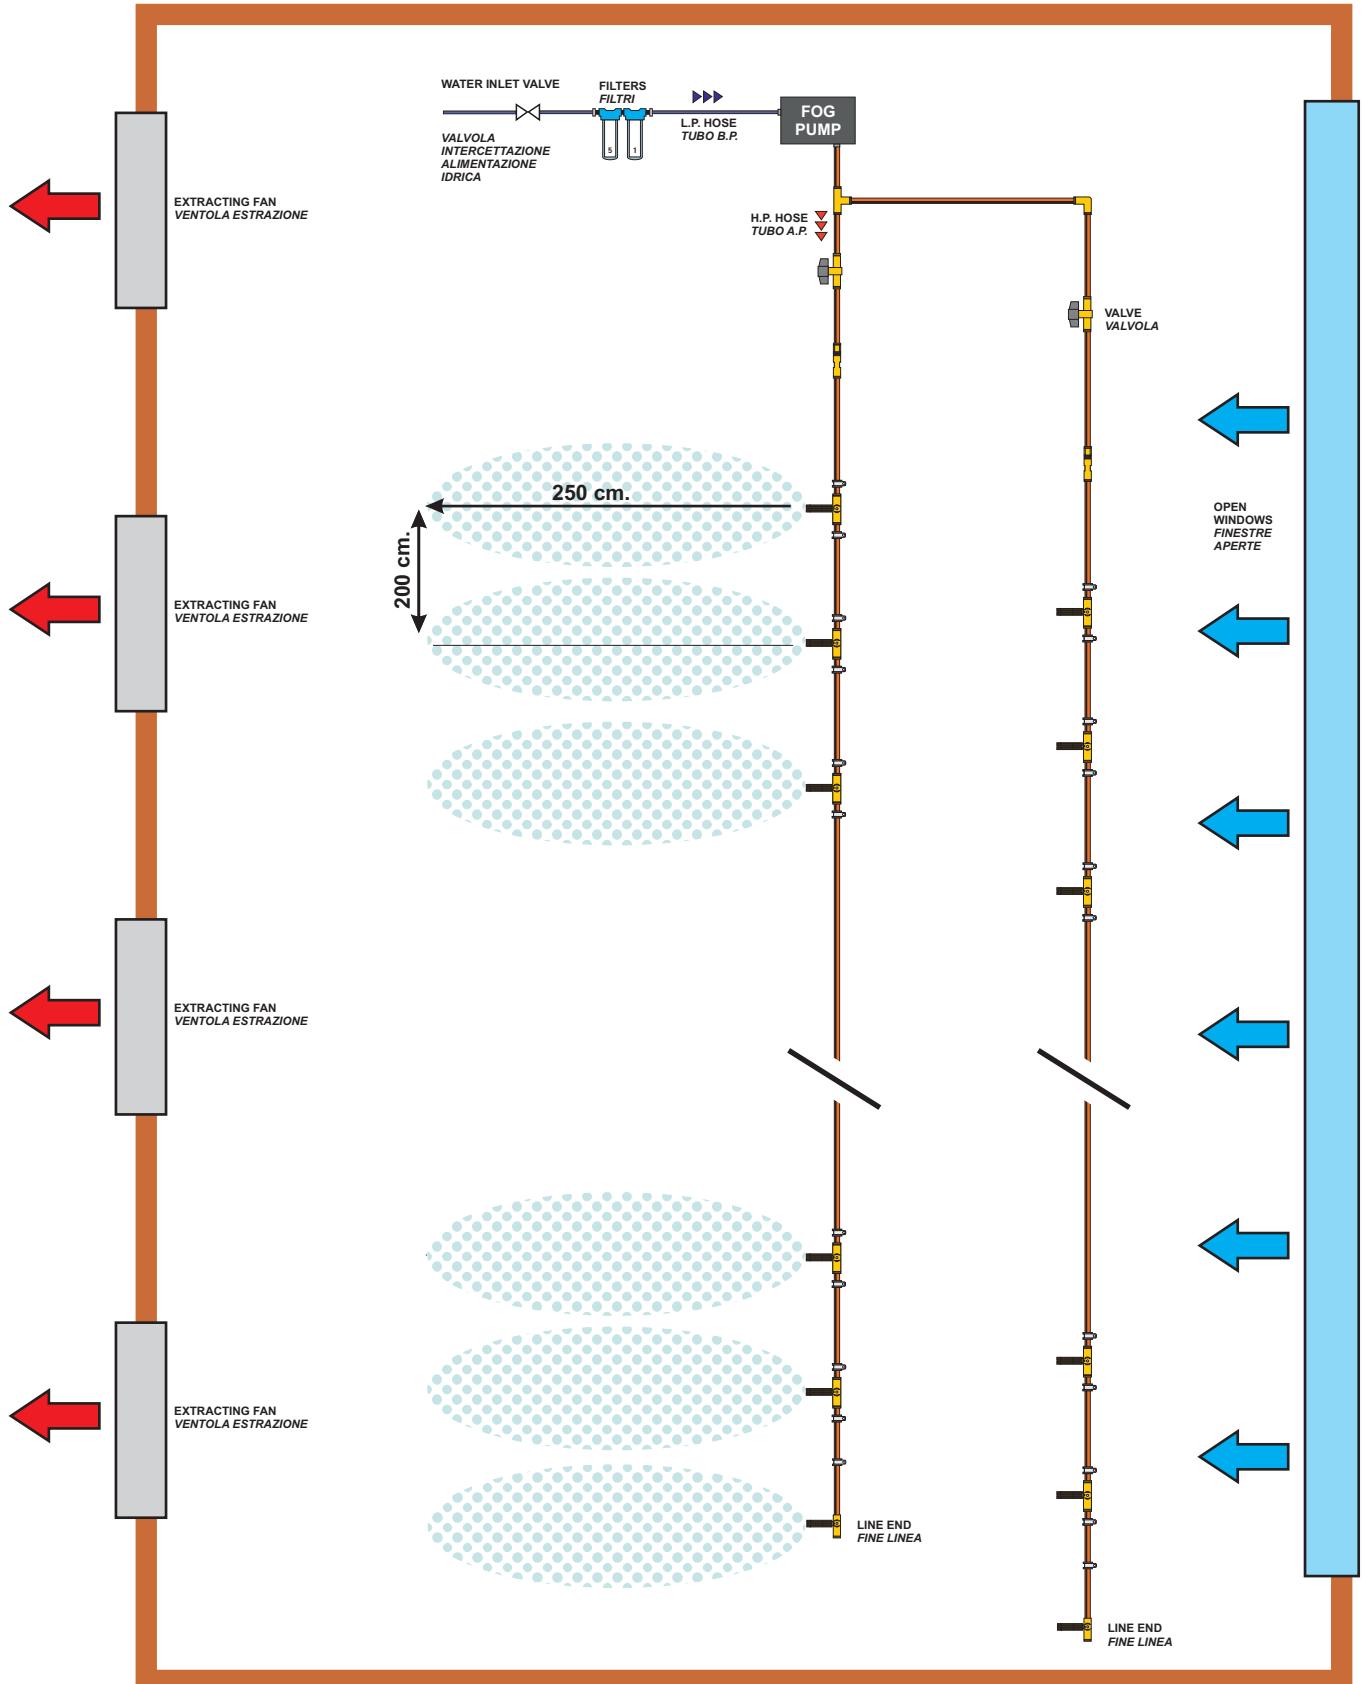 WATER INLET VALVE
VALVOLA
INTERCETTAZIONE
ALIMENTAZIONE
IDRICA
FILTERS
FILTRI
5
1
L.P. HOSE
TUBO B.P.
FOG
PUMP
EXTRACTING FAN
VENTOLA ESTRAZIONE
H.P. HOSE
TUBO A.P.
VALVE
VALVOLA
250 cm.
200 cm.
OPEN
WINDOWS
FINESTRE
APERTE
EXTRACTING FAN
VENTOLA ESTRAZIONE
EXTRACTING FAN
VENTOLA ESTRAZIONE
EXTRACTING FAN
VENTOLA ESTRAZIONE
LINE END
FINE LINEA
LINE END
FINE LINEA